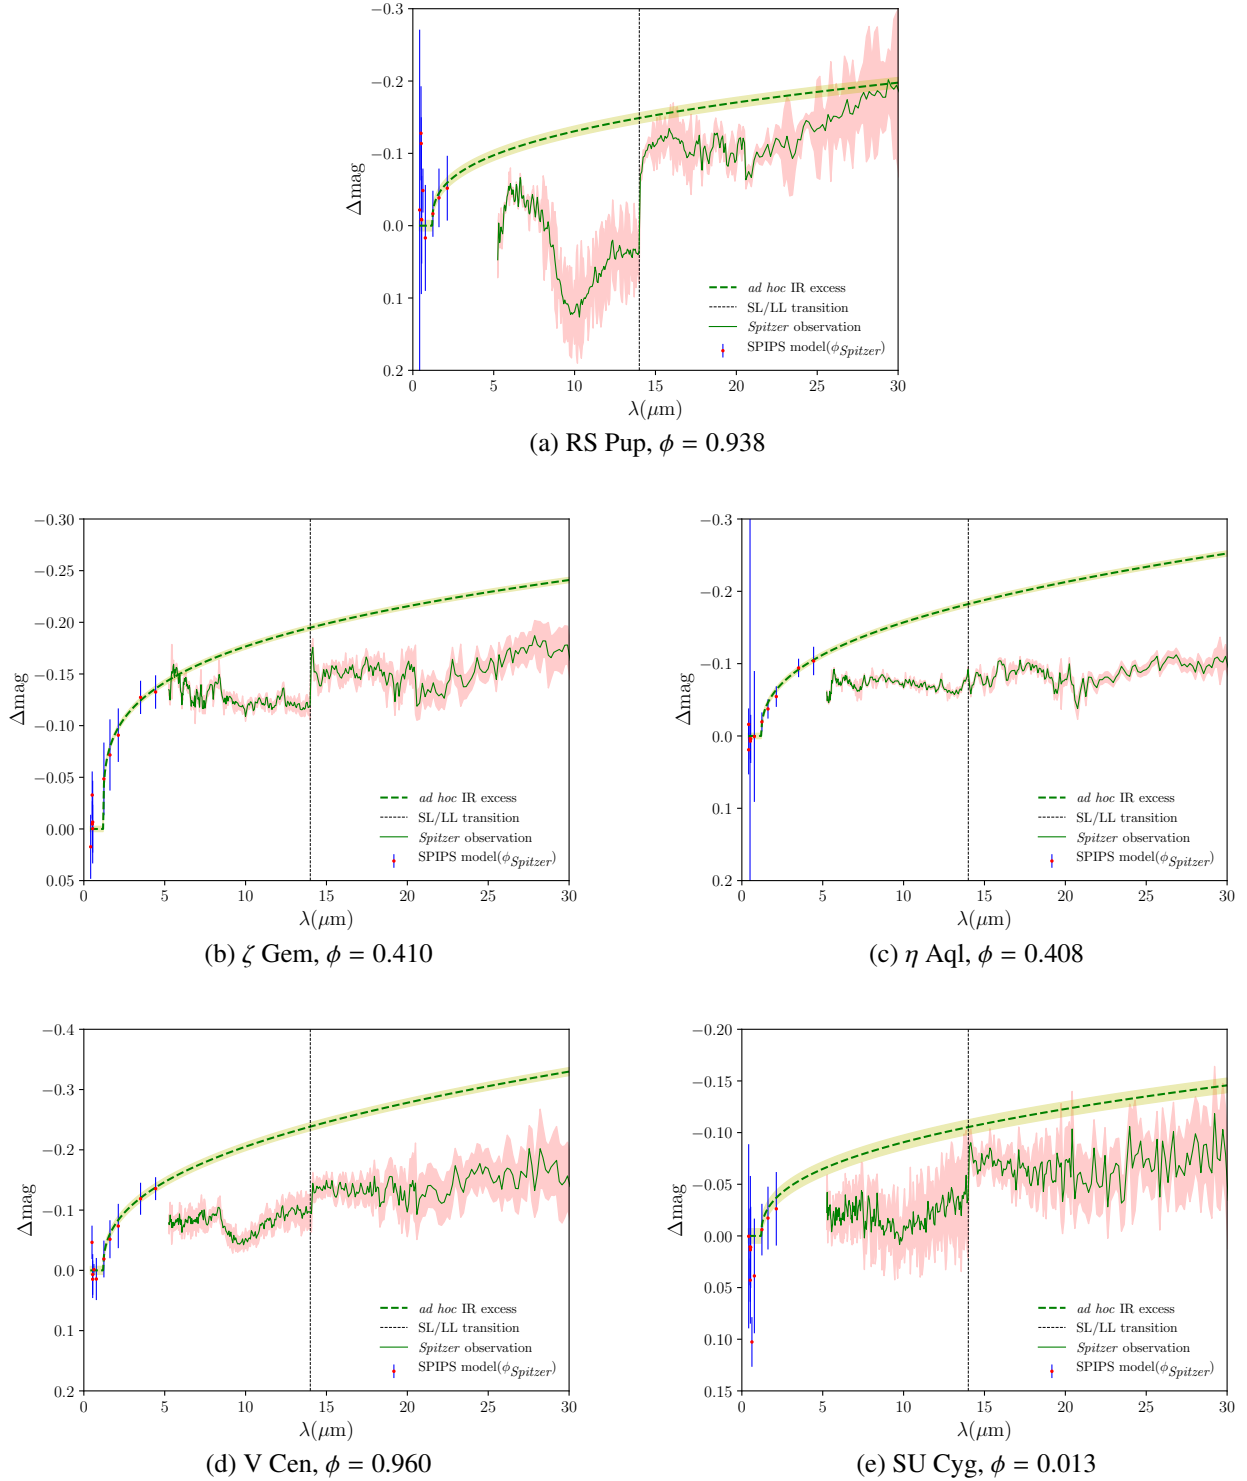 −0.3
−0.2
−0.1
0.0
0.1
0.2
Δmag
ad hoc IR excess
SL/LL transition
Spitzer observation
SPIPS model(ϕSpitzer)
0 5 10 15 20 25 30
λ(μm)
(a) RS Pup, ϕ = 0.938
−0.30
−0.25
−0.20
−0.15
−0.10
−0.05
0.00
0.05
Δmag
ad hoc IR excess
SL/LL transition
Spitzer observation
SPIPS model(ϕSpitzer)
0 5 10 15 20 25 30
λ(μm)
(b) ζ Gem, ϕ = 0.410
−0.3
−0.2
−0.1
0.0
0.1
0.2
Δmag
ad hoc IR excess
SL/LL transition
Spitzer observation
SPIPS model(ϕSpitzer)
0 5 10 15 20 25 30
λ(μm)
(c) η Aql, ϕ = 0.408
−0.4
−0.3
−0.2
−0.1
0.0
0.1
0.2
Δmag
ad hoc IR excess
SL/LL transition
Spitzer observation
SPIPS model(ϕSpitzer)
0 5 10 15 20 25 30
λ(μm)
(d) V Cen, ϕ = 0.960
−0.20
−0.15
−0.10
−0.05
0.00
0.05
0.10
0.15
Δmag
ad hoc IR excess
SL/LL transition
Spitzer observation
SPIPS model(ϕSpitzer)
0 5 10 15 20 25 30
λ(μm)
(e) SU Cyg, ϕ = 0.013